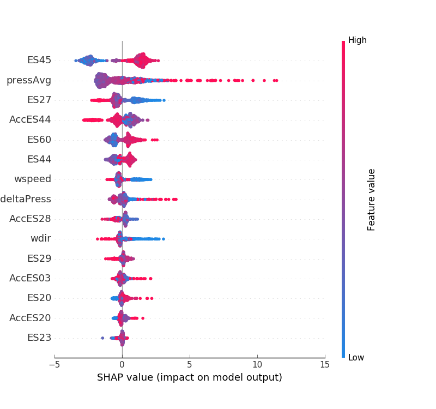 High
ES45
pressAvg
ES27
AccES44
ES60
ES44
wspeed
deltaPress
AccES28
wdir
ES29
AccES03
ES20
AccES20
ES23
Feature value
Low
−5 0 5 10 15
SHAP value (impact on model output)